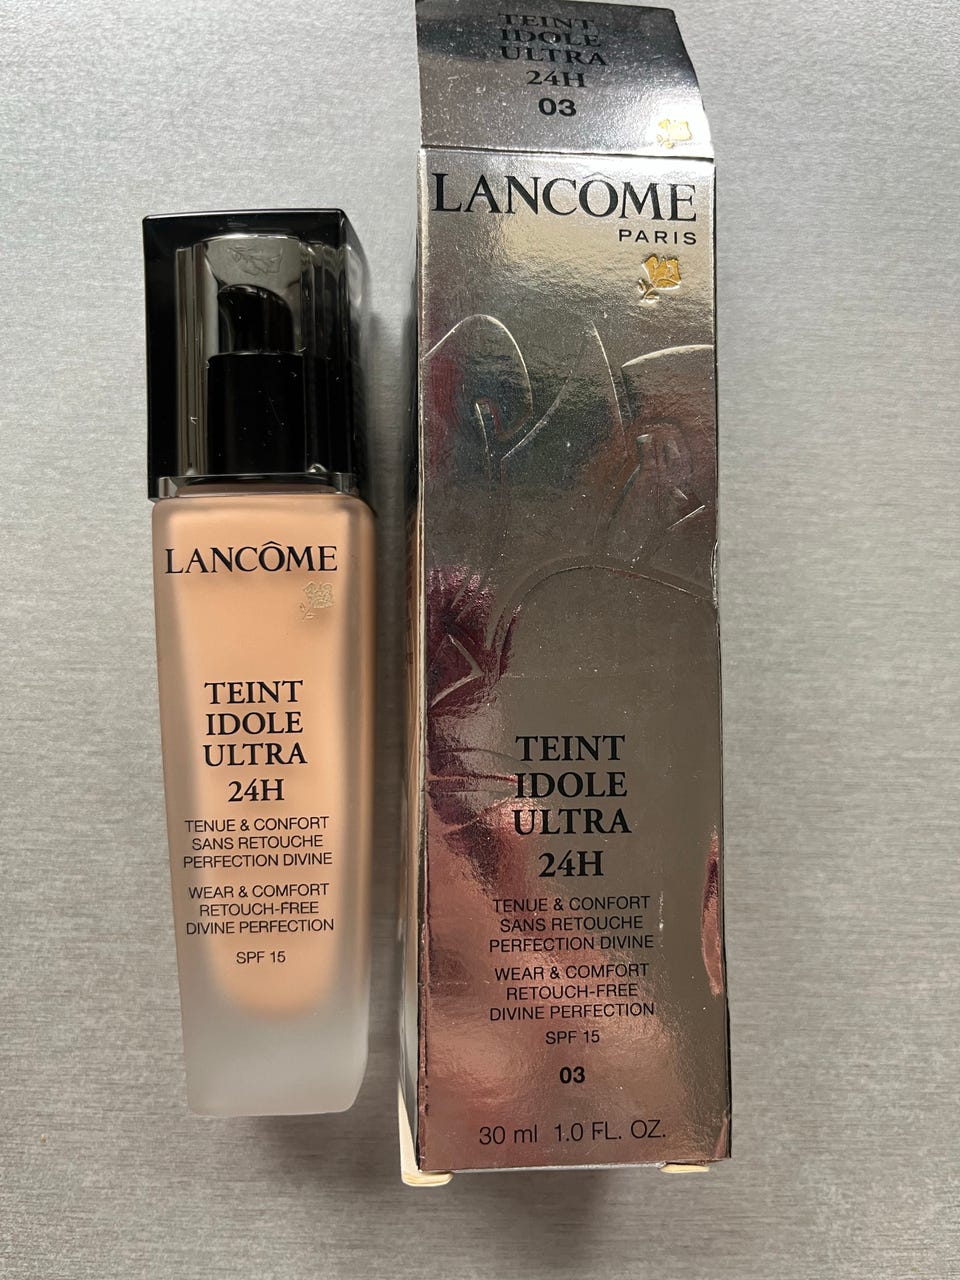 LANCÔME
TEINT
IDOLE
ULTRA
24H
TENUE & CONFORT
SANS RETOUCHE
PERFECTION DIVINE
WEAR & COMFORT
RETOUCH-FREE
DIVINE PERFECTION
SPF 15
TEINT
IDOLE
ULTRA
24H
03
LANCÔME
PARIS
TEINT
IDOLE
ULTRA
24H
TENUE & CONFORT
SANS RETOUCHE
PERFECTION DIVINE
WEAR & COMFORT
RETOUCH-FREE
DIVINE PERFECTION
SPF 15
03
30 ml 1.0 FL. OZ.